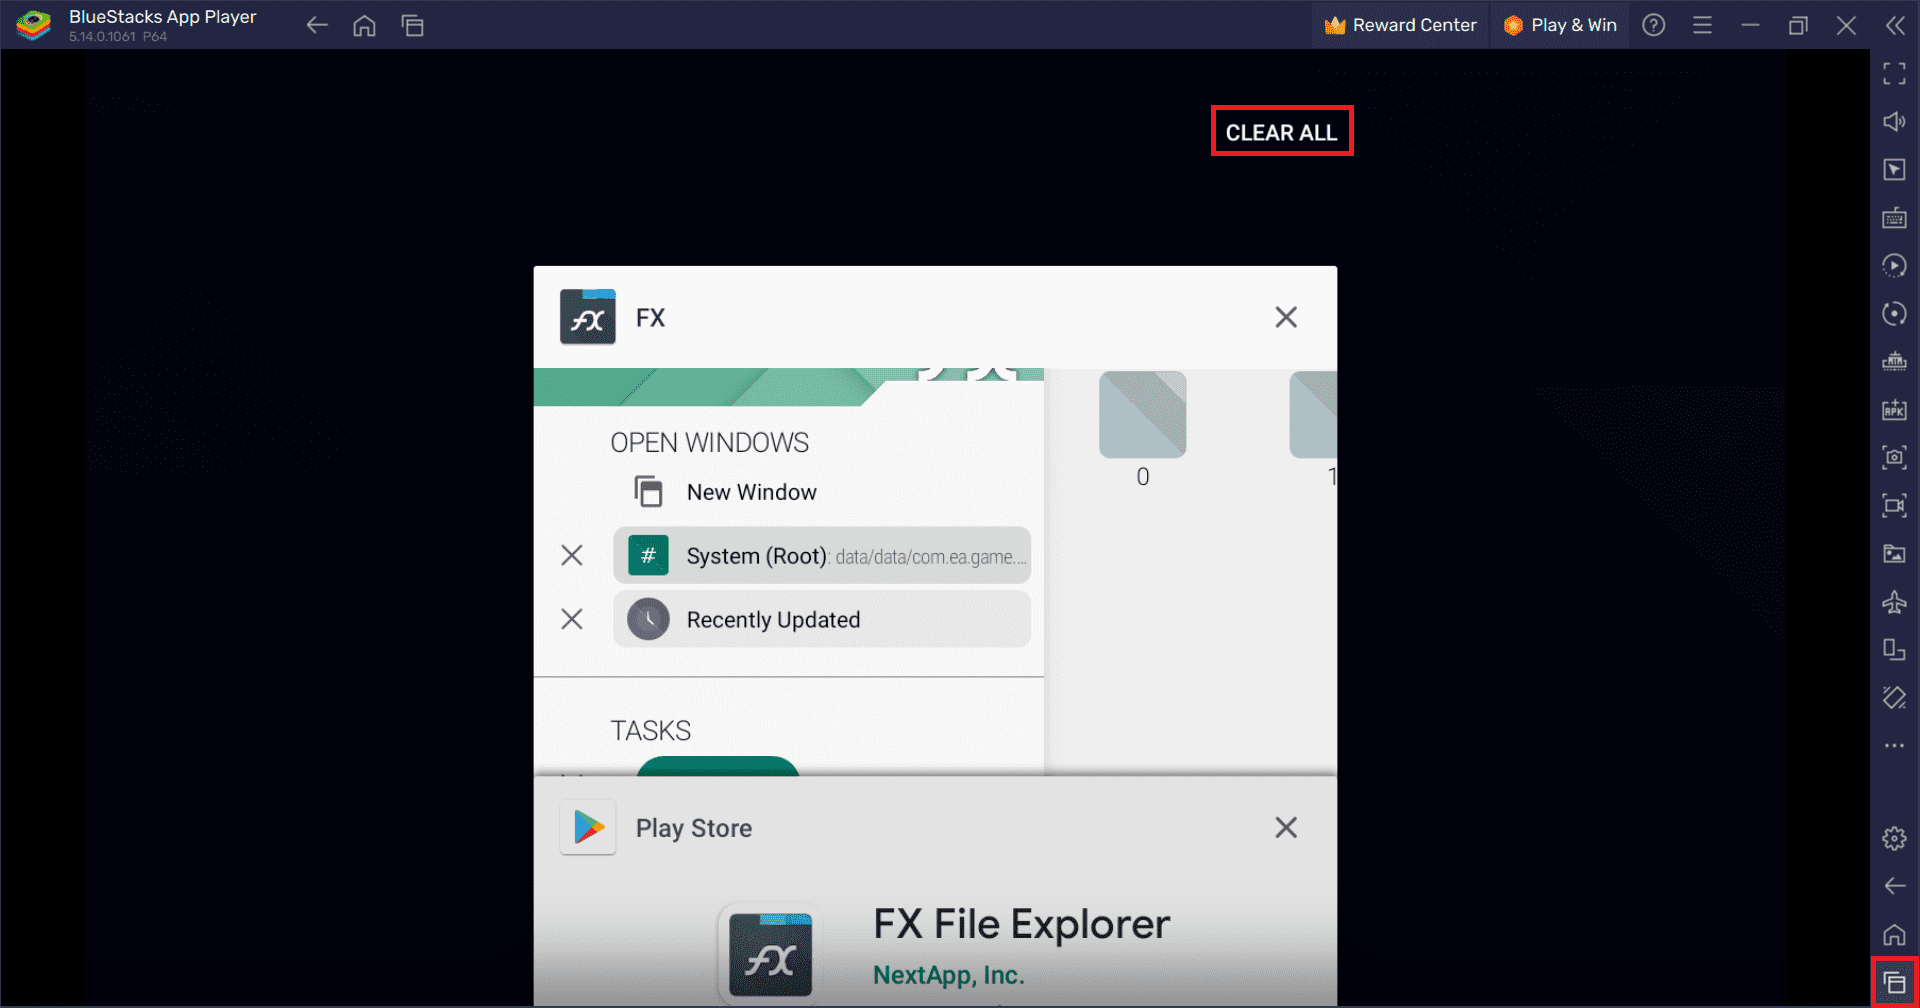 BlueStacks App Player
5.14.0.1061 P64
Reward Center
Play & Win
CLEAR ALL
FX
OPEN WINDOWS
0
1
New Window
# System (Root): data/data/com.ea.game....
Recently Updated
TASKS
Play Store
FX File Explorer
FX
NextApp, Inc.